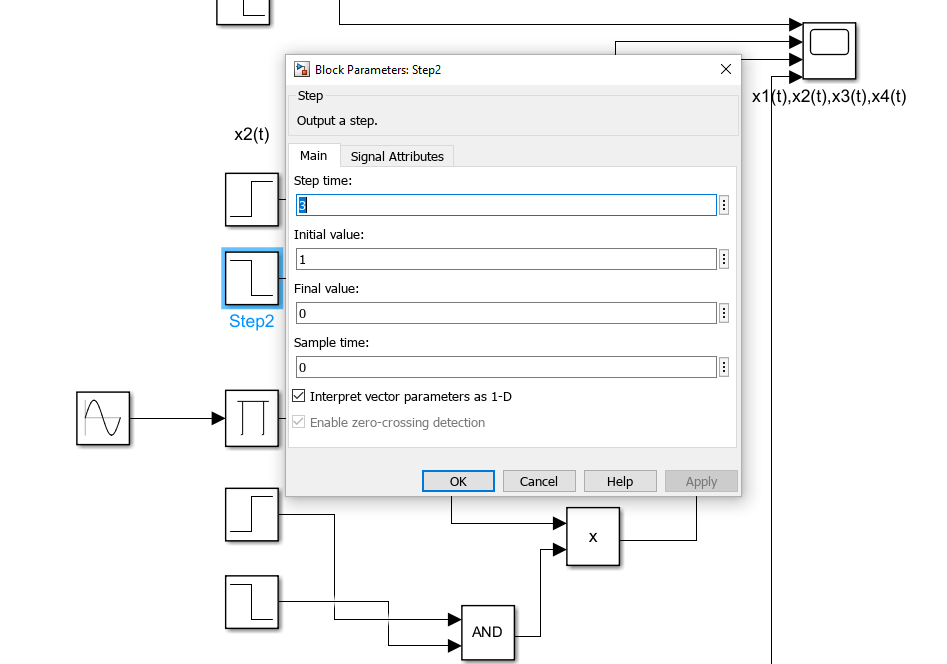 Block Parameters: Step2
x1(t),x2(t),x3(t),x4(t)
Step
Output a step.
x2(t)
Main
Signal Attributes
Step time:
3
Initial value:
1
Final value:
0
Step2
Sample time:
0
Interpret vector parameters as 1-D
Enable zero-crossing detection
OK
Cancel
Help
Apply
x
AND